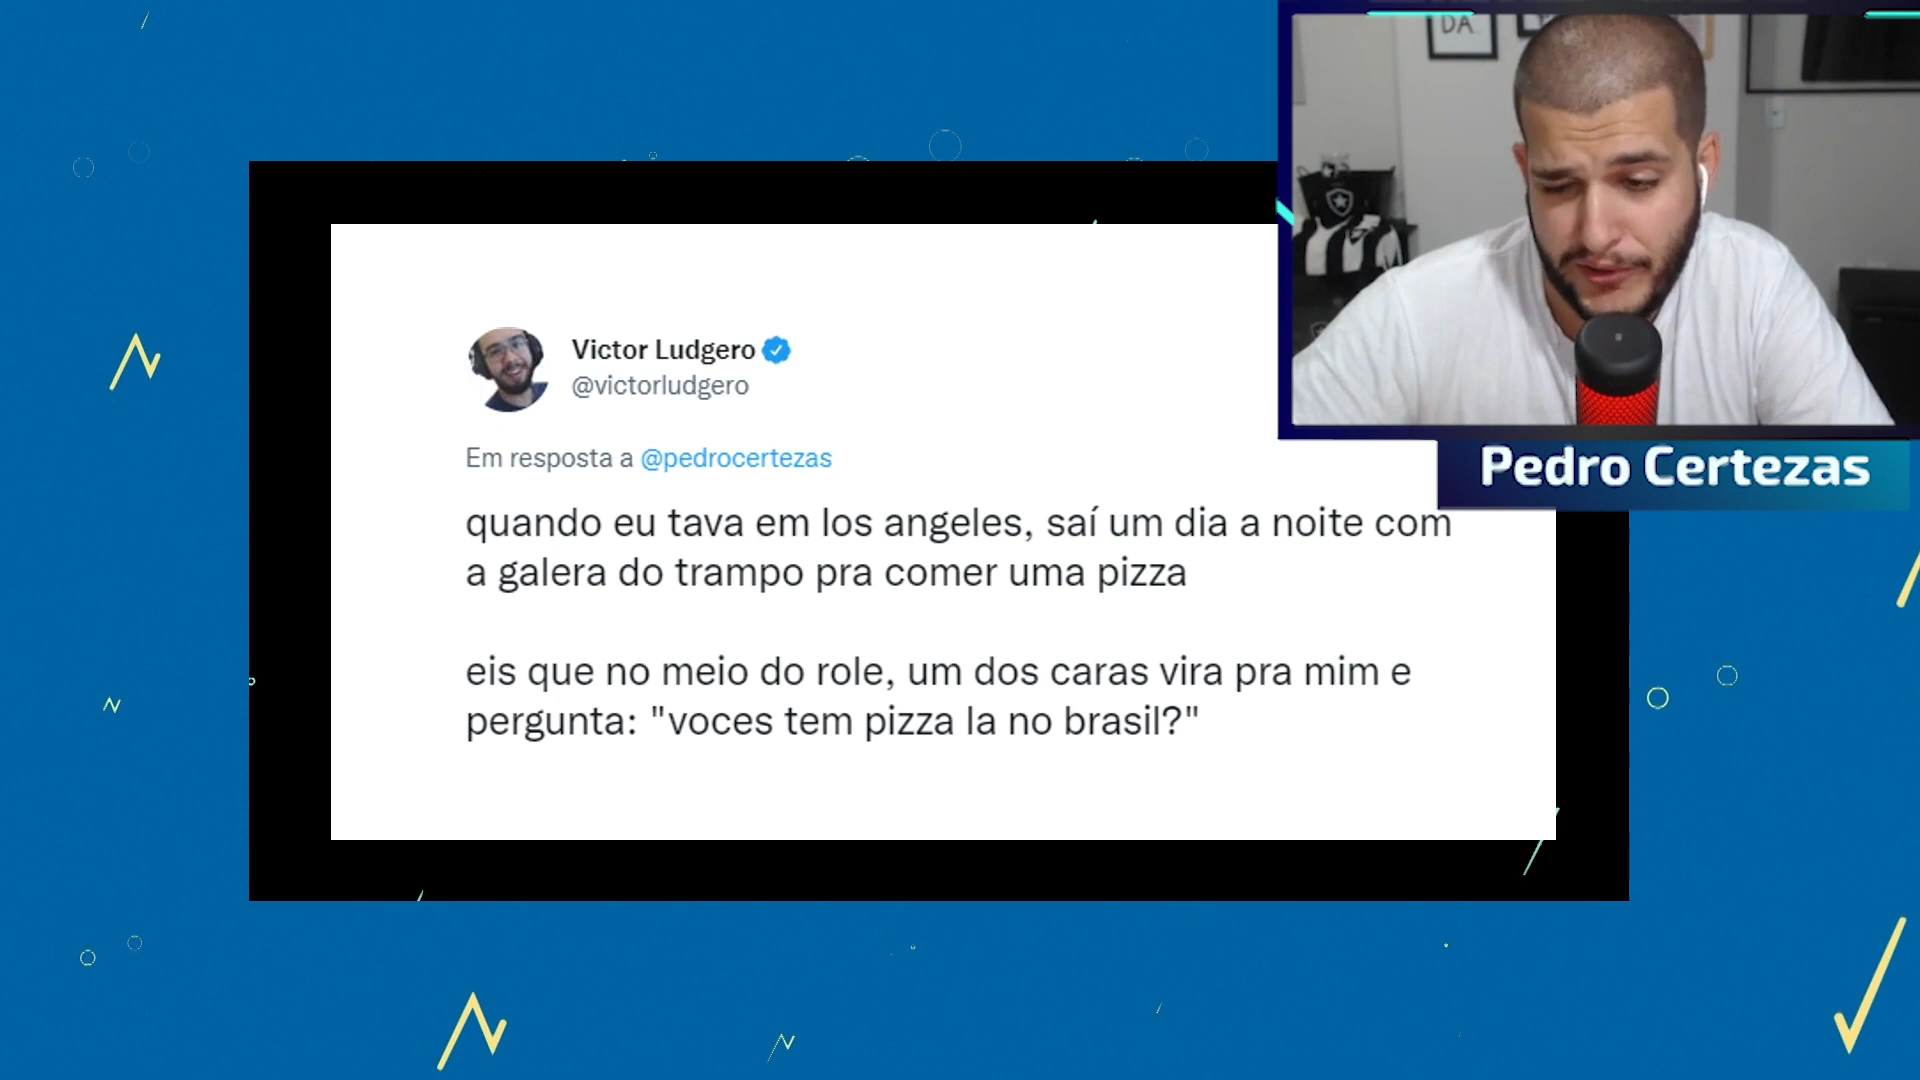 DA
Victor Ludgero
@victorludgero
Em resposta a @pedrocertezas
Pedro Certezas
quando eu tava em los angeles, saí um dia a noite com
a galera do trampo pra comer uma pizza
eis que no meio do role, um dos caras vira pra mim e
pergunta: "voces tem pizza la no brasil?"